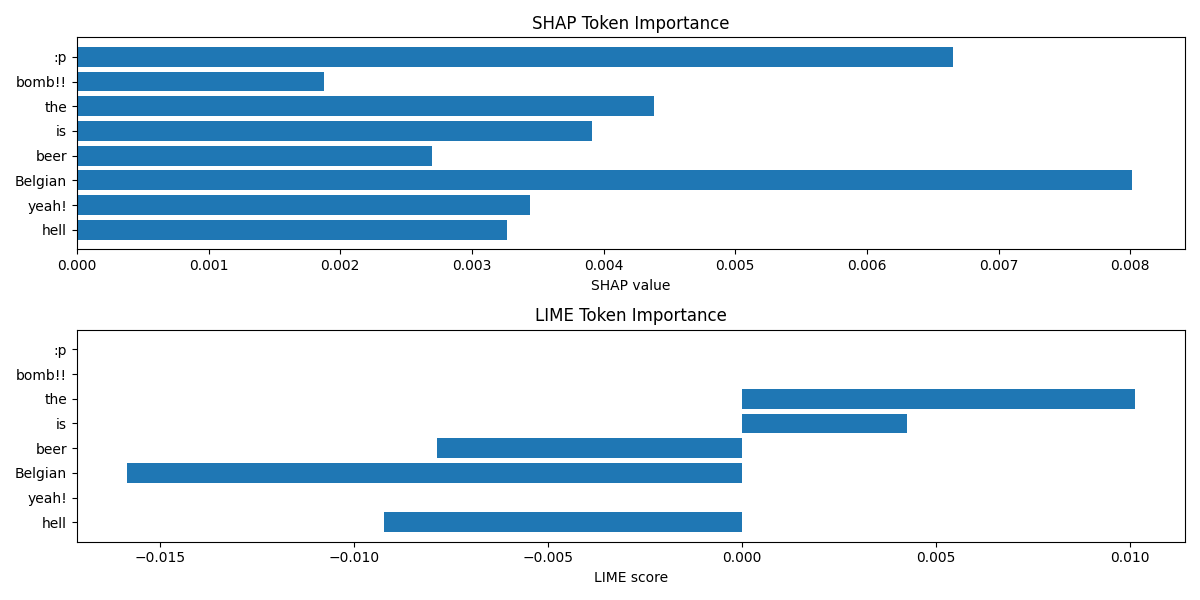 SHAP Token Importance
:p
bomb!!
the
is
beer
Belgian
yeah!
hell
0.000 0.001 0.002 0.003 0.004 0.005 0.006 0.007 0.008
SHAP value
LIME Token Importance
:p
bomb!!
the
is
beer
Belgian
yeah!
hell
−0.015 −0.010 −0.005 0.000 0.005 0.010
LIME score